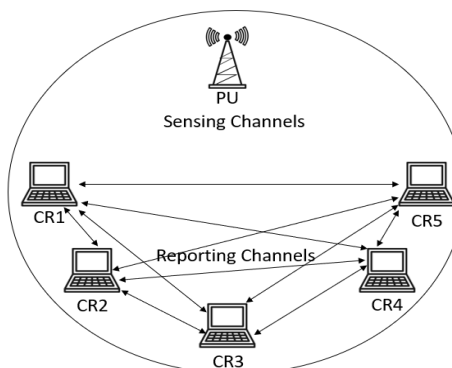 PU
Sensing Channels
CR1
CR5
Reporting Channels
CR2
CR4
CR3